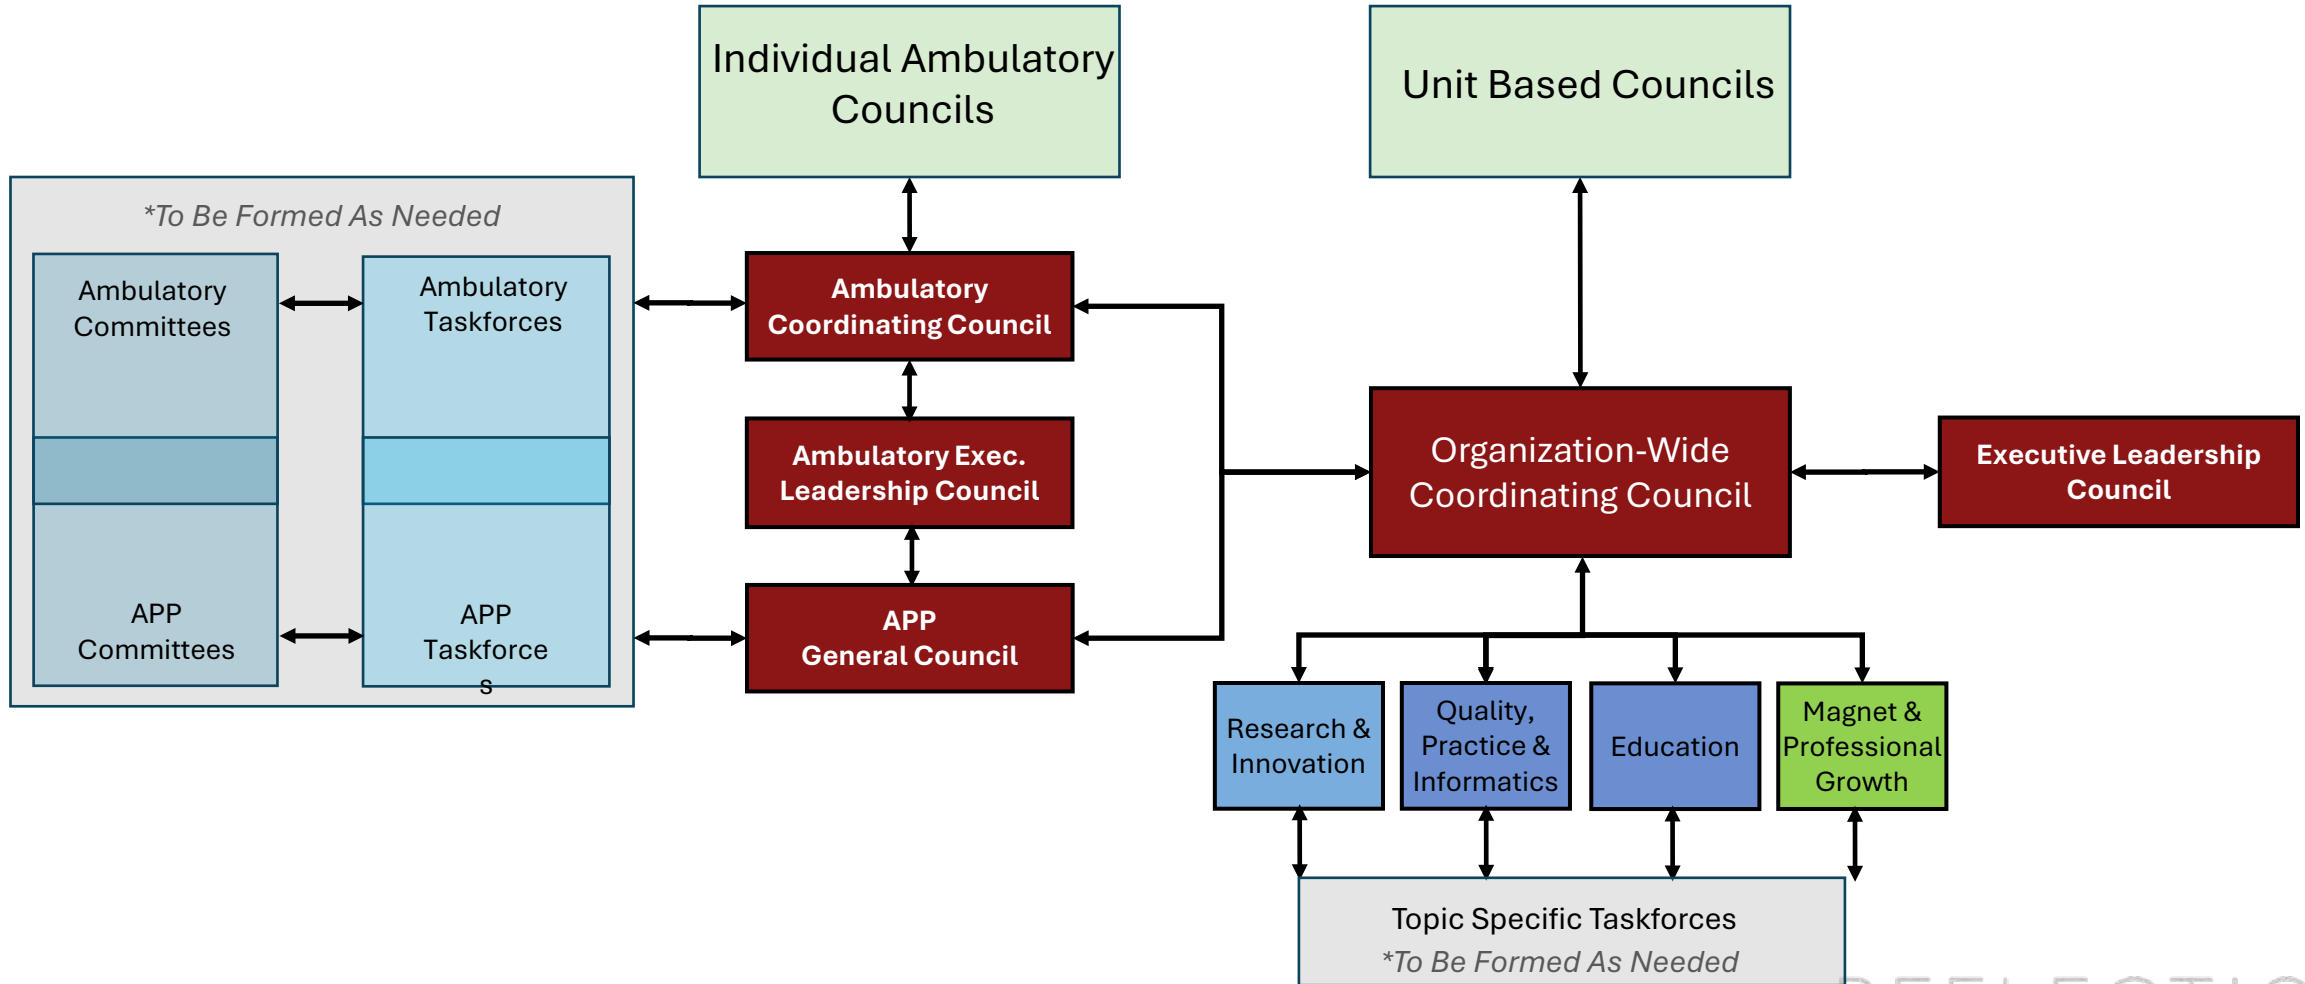 Individual Ambulatory
Councils
Unit Based Councils
*To Be Formed As Needed
Ambulatory
Committees
Ambulatory
Taskforces
APP
Committees
APP
Taskforce
s
Ambulatory
Coordinating Council
Ambulatory Exec.
Leadership Council
APP
General Council
Organization-Wide
Coordinating Council
Executive Leadership
Council
Research &
Innovation
Quality,
Practice &
Informatics
Education
Magnet &
Professional
Growth
Topic Specific Taskforces
*To Be Formed As Needed